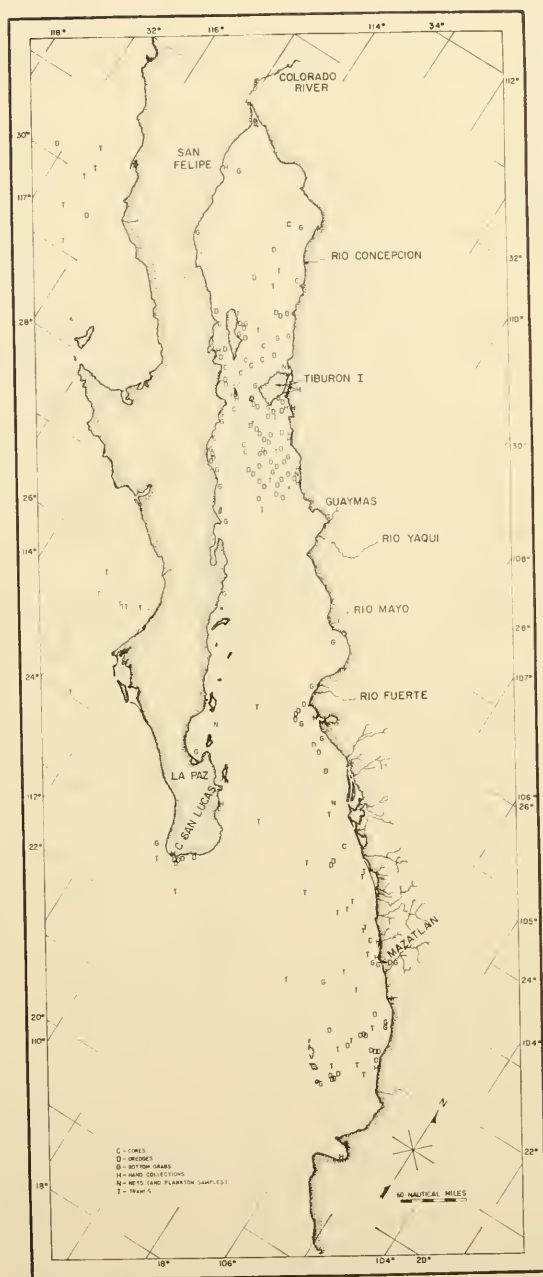 118° 32° 116° 114° 34°
COLORADO
RIVER
112°
30°
SAN
FELIPE
117°
RIO CONCEPCION
32°
28°
110°
TIBURON I
30°
26°
GUAYMAS
RIO YAQUI
114°
108°
RIO MAYO
28°
24°
107°
RIO FUERTE
LA PAZ
112°
106°
26°
C SAN LUCAS
22°
105°
MAZATLAN
24°
20°
110°
104°
N
C - CORES
D - DREDGES
G - BOTTOM GRABS
H - HAND COLLECTIONS
N - NETS (AND PLANKTON SAMPLES)
T - TRAWLS
22°
60 NAUTICAL MILES
18°
18° 106° 104° 20°